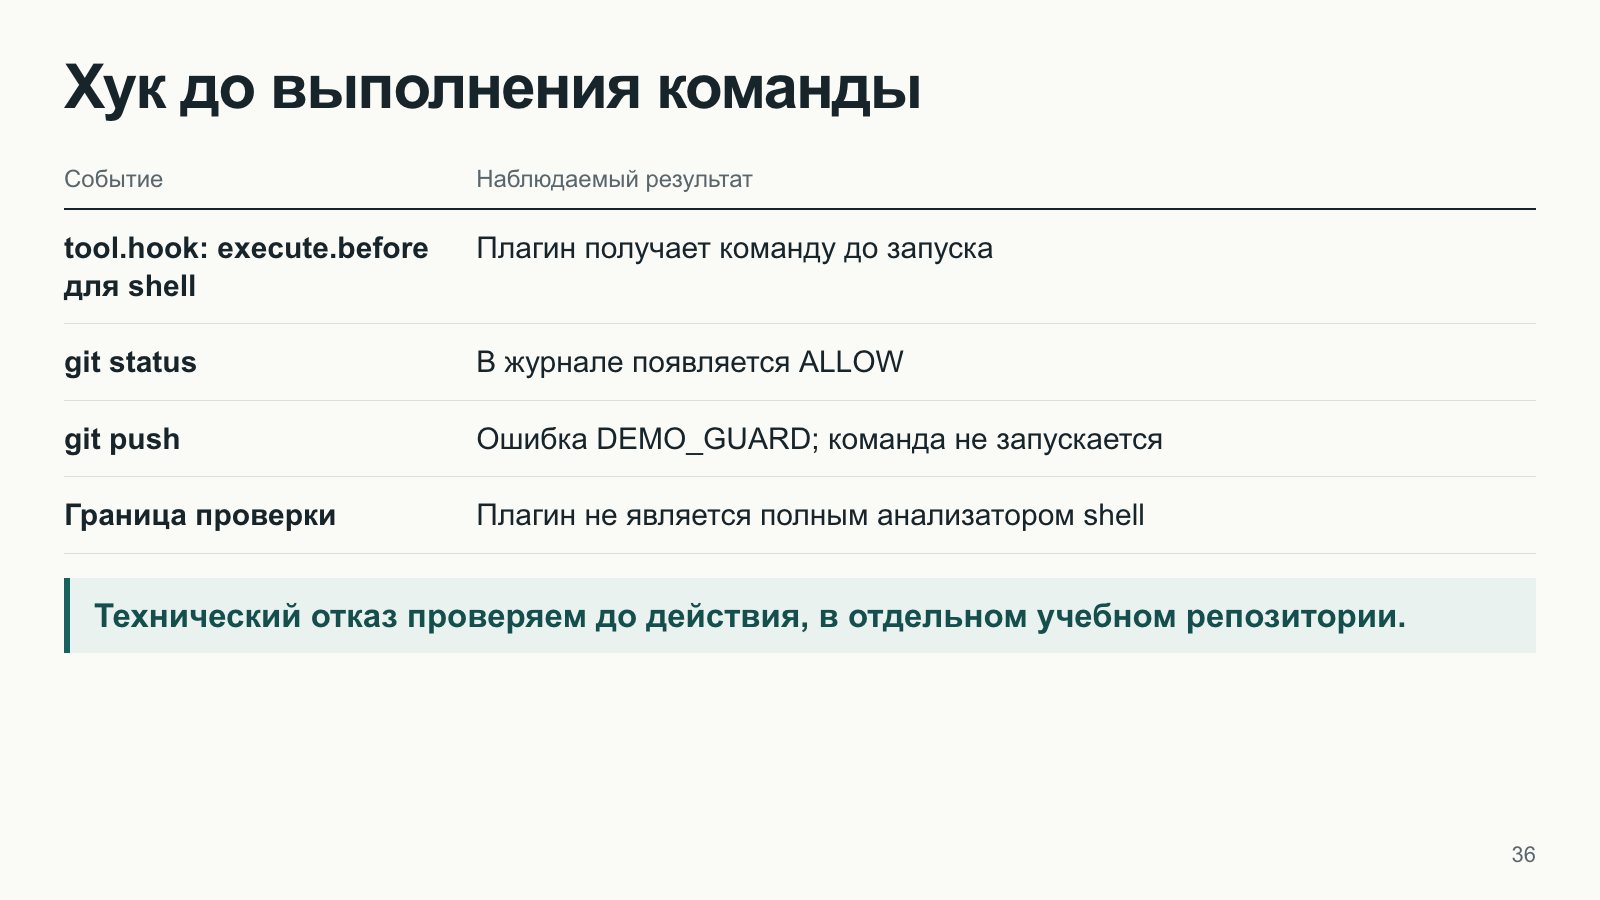 Хук до выполнения команды
Событие
Наблюдаемый результат
tool.hook: execute.before
для shell
Плагин получает команду до запуска
git status
В журнале появляется ALLOW
git push
Ошибка DEMO_GUARD; команда не запускается
Граница проверки
Плагин не является полным анализатором shell
Технический отказ проверяем до действия, в отдельном учебном репозитории.
36